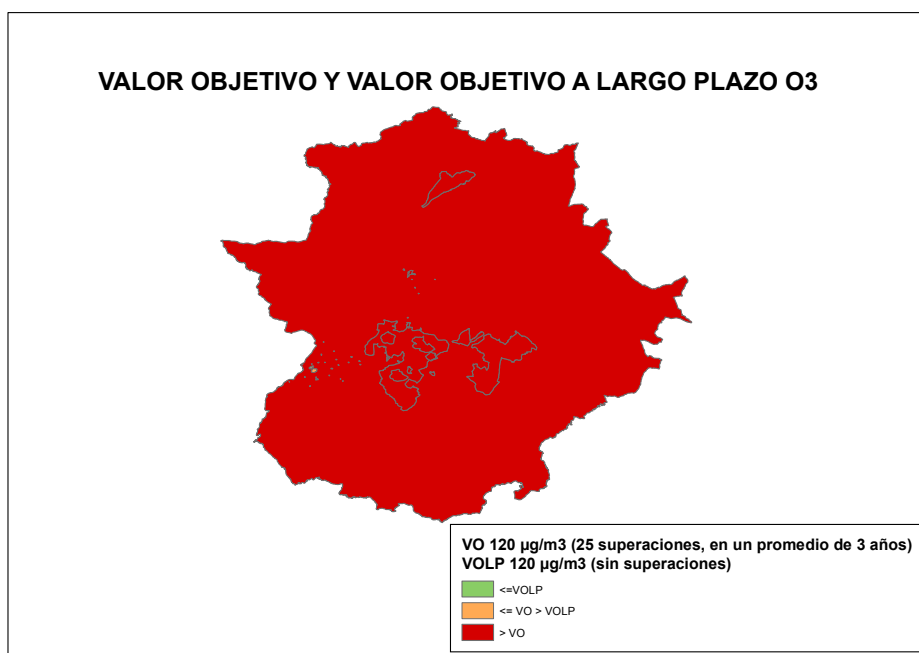 VALOR OBJETIVO Y VALOR OBJETIVO A LARGO PLAZO O3
VO 120 µg/m3 (25 superaciones, en un promedio de 3 años)
VOLP 120 µg/m3 (sin superaciones)
<=VOLP
<= VO > VOLP
> VO